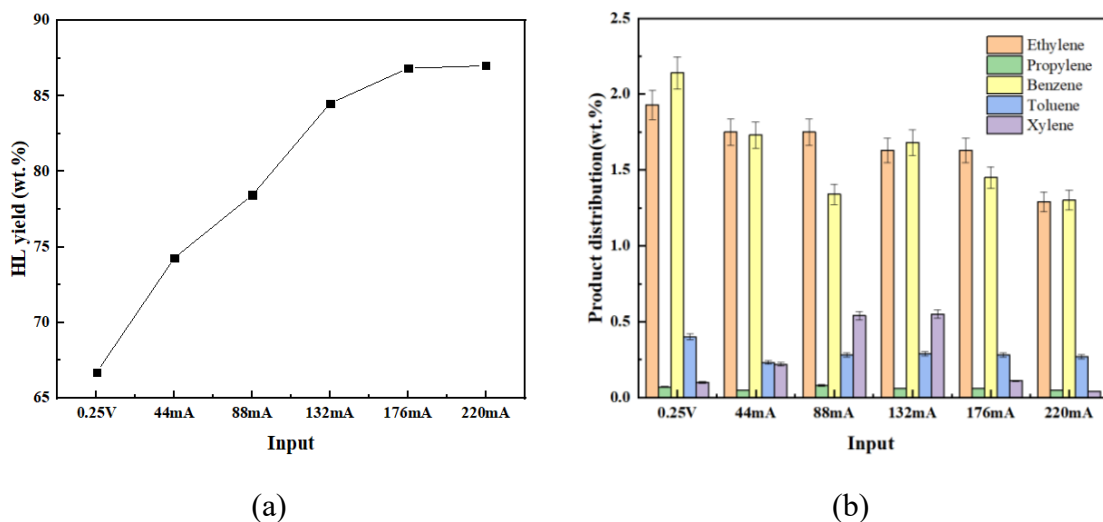 90
85
80
75
70
65
HL yield (wt.%)
0.25V 44mA 88mA 132mA 176mA 220mA
Input
(a)
2.5
2.0
1.5
1.0
0.5
0.0
Product distribution(wt.%)
Ethylene
Propylene
Benzene
Toluene
Xylene
0.25V 44mA 88mA 132mA 176mA 220mA
Input
(b)